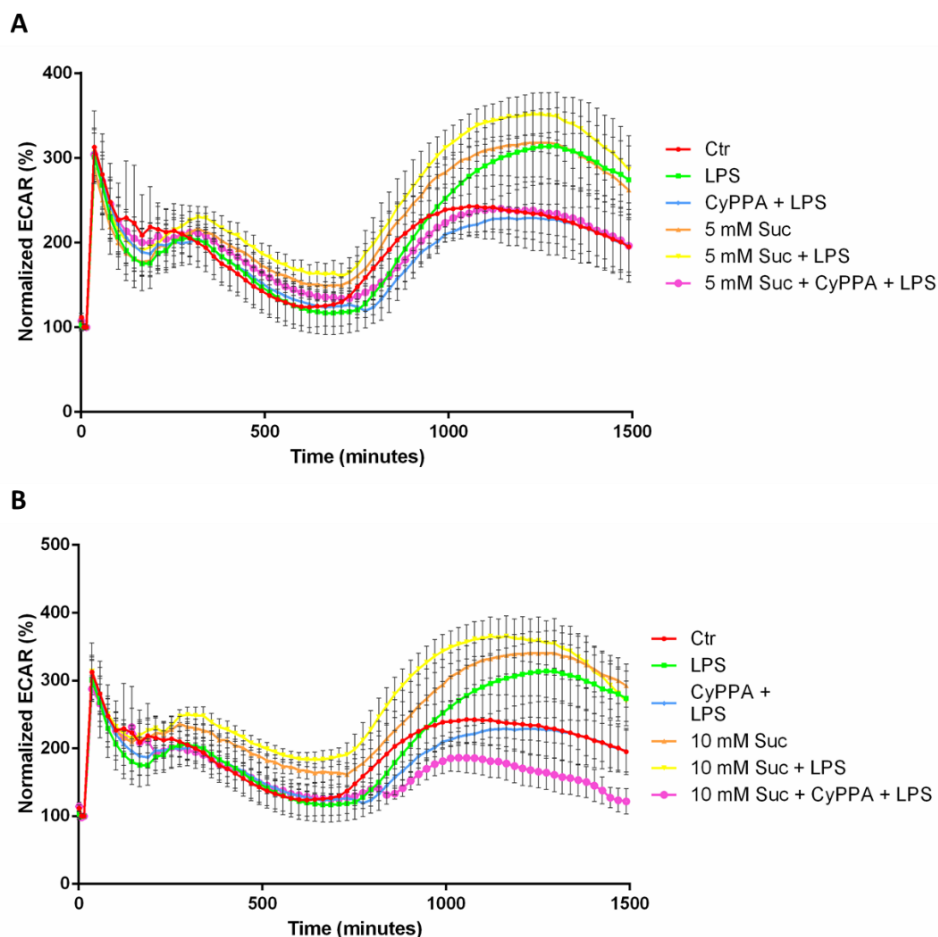 A
Normalized ECAR (%)
400
300
200
100
0
0 500 1000 1500
Time (minutes)
Ctr
LPS
CyPPA + LPS
5 mM Suc
5 mM Suc + LPS
5 mM Suc + CyPPA + LPS
B
Normalized ECAR (%)
500
400
300
200
100
0
0 500 1000 1500
Time (minutes)
Ctr
LPS
CyPPA +
LPS
10 mM Suc
10 mM Suc + LPS
10 mM Suc + CyPPA + LPS